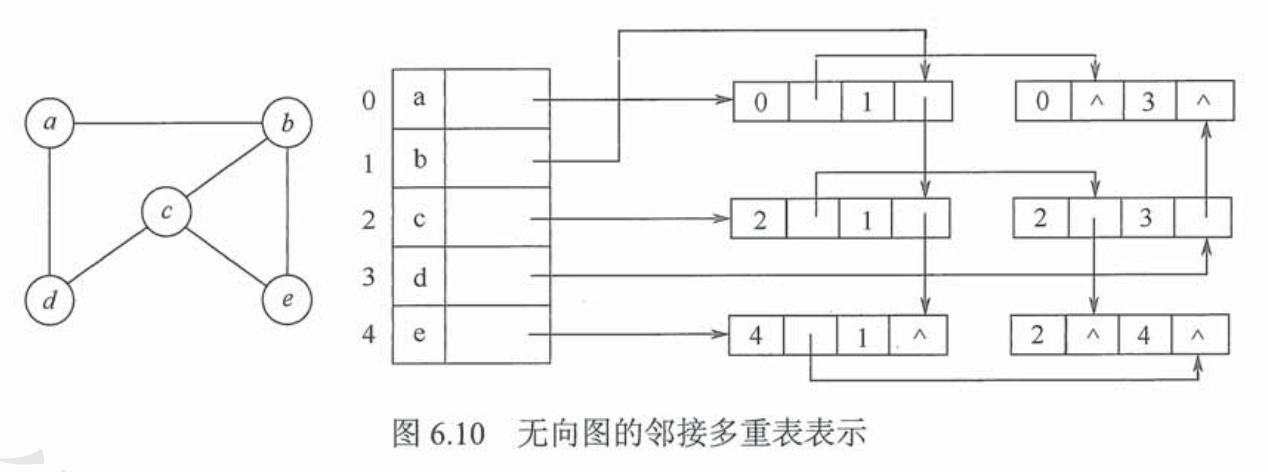 a b
c
d e
0 a
1 b
2 c
3 d
4 e
0 1
0 ^ 3 ^
2 1
2 3
4 1 ^
2 ^ 4 ^
图 6.10 无向图的邻接多重表表示